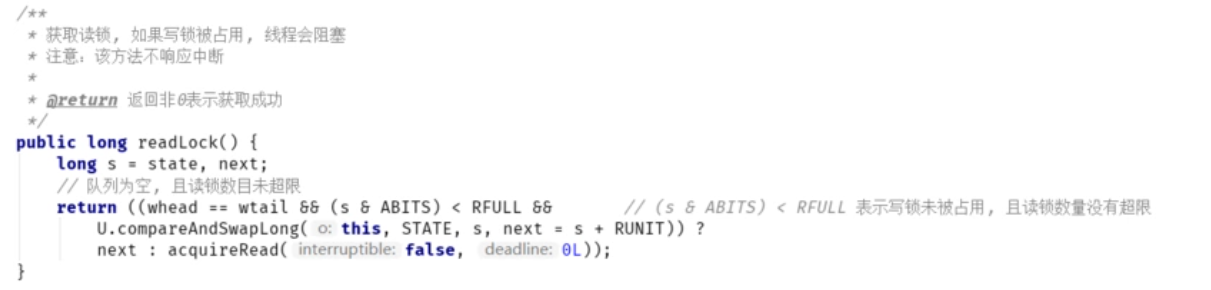 /**
 * 获取读锁, 如果写锁被占用, 线程会阻塞
 * 注意: 该方法不响应中断
 *
 * @return 返回非0表示获取成功
 */
public long readLock() {
    long s = state, next;
    // 队列为空, 且读锁数目未超限
    return ((whead == wtail && (s & ABITS) < RFULL &&        // (s & ABITS) < RFULL 表示写锁未被占用, 且读锁数量没有超限
        U.compareAndSwapLong( o: this, STATE, s, next = s + RUNIT)) ?
        next : acquireRead( interruptible: false, deadline: 0L));
}